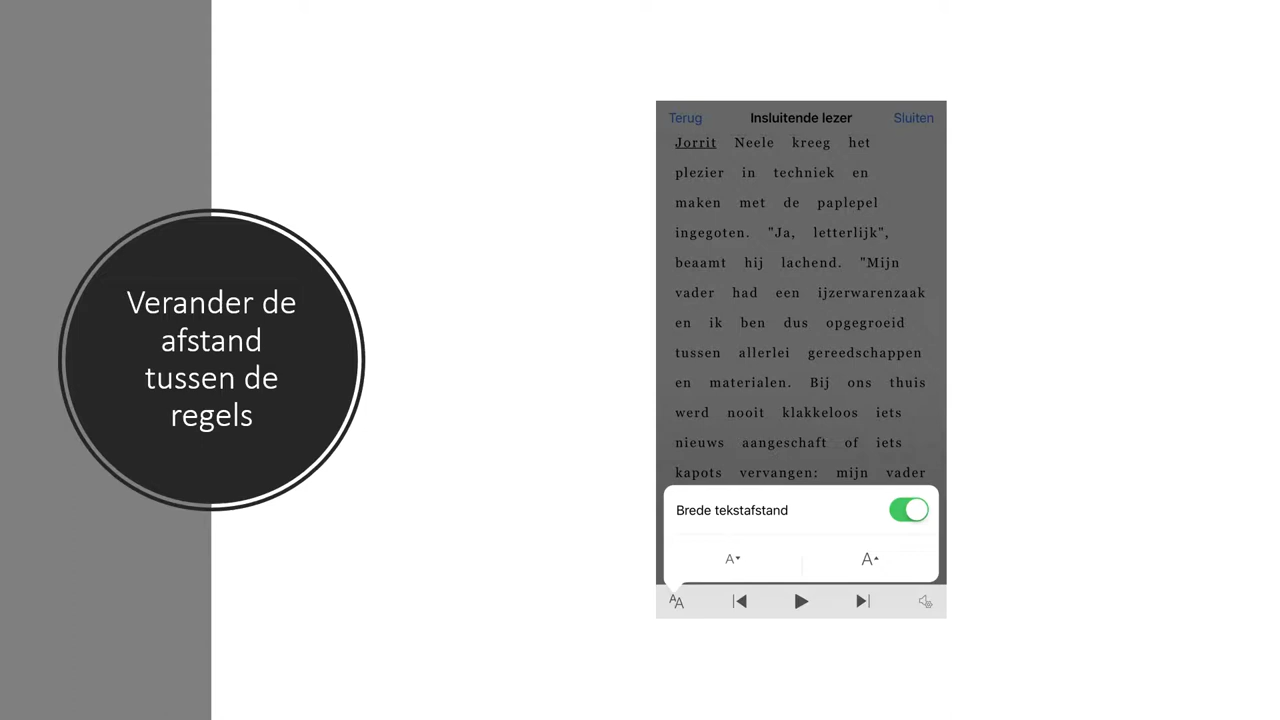 Verander de
afstand
tussen de
regels
Terug Insluitende lezer Sluiten
Jorrit Neele kreeg het
plezier in techniek en
maken met de paplepel
ingegoten. "Ja, letterlijk",
beaamt hij lachend. "Mijn
vader had een ijzerwarenzaak
en ik ben dus opgegroeid
tussen allerlei gereedschappen
en materialen. Bij ons thuis
werd nooit klakkeloos iets
nieuws aangeschaft of iets
kapots vervangen: mijn vader
Brede tekstafstand
A A
AA